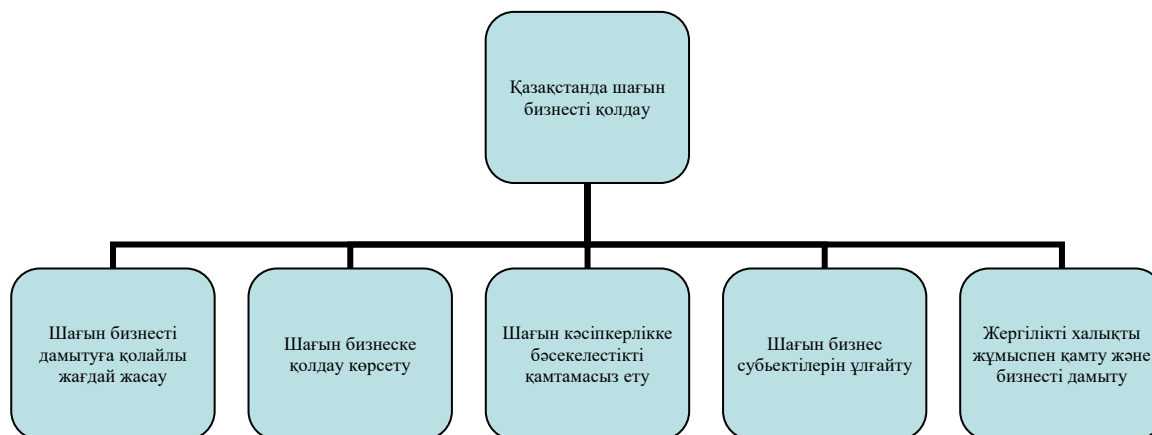 Қазақстанда шағын
бизнесті қолдау
Шағын бизнесті
дамытуға қолайлы
жағдай жасау
Шағын бизнеске
қолдау көрсету
Шағын кәсіпкерлікке
бәсекелестікті
қамтамасыз ету
Шағын бизнес
субьектілерін ұлғайту
Жергілікті халықты
жұмыспен қамту және
бизнесті дамыту